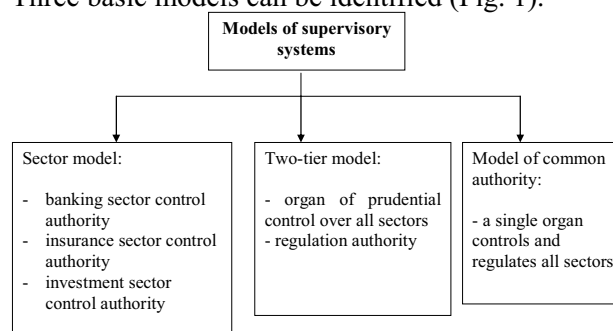 Three basic models can be identified (Fig. 1).
Models of supervisory
systems
Sector model:
- banking sector control
authority
- insurance sector control
authority
- investment sector
control authority
Two-tier model:
- organ of prudential
control over all sectors
- regulation authority
Model of common
authority:
- a single organ
controls and
regulates all sectors